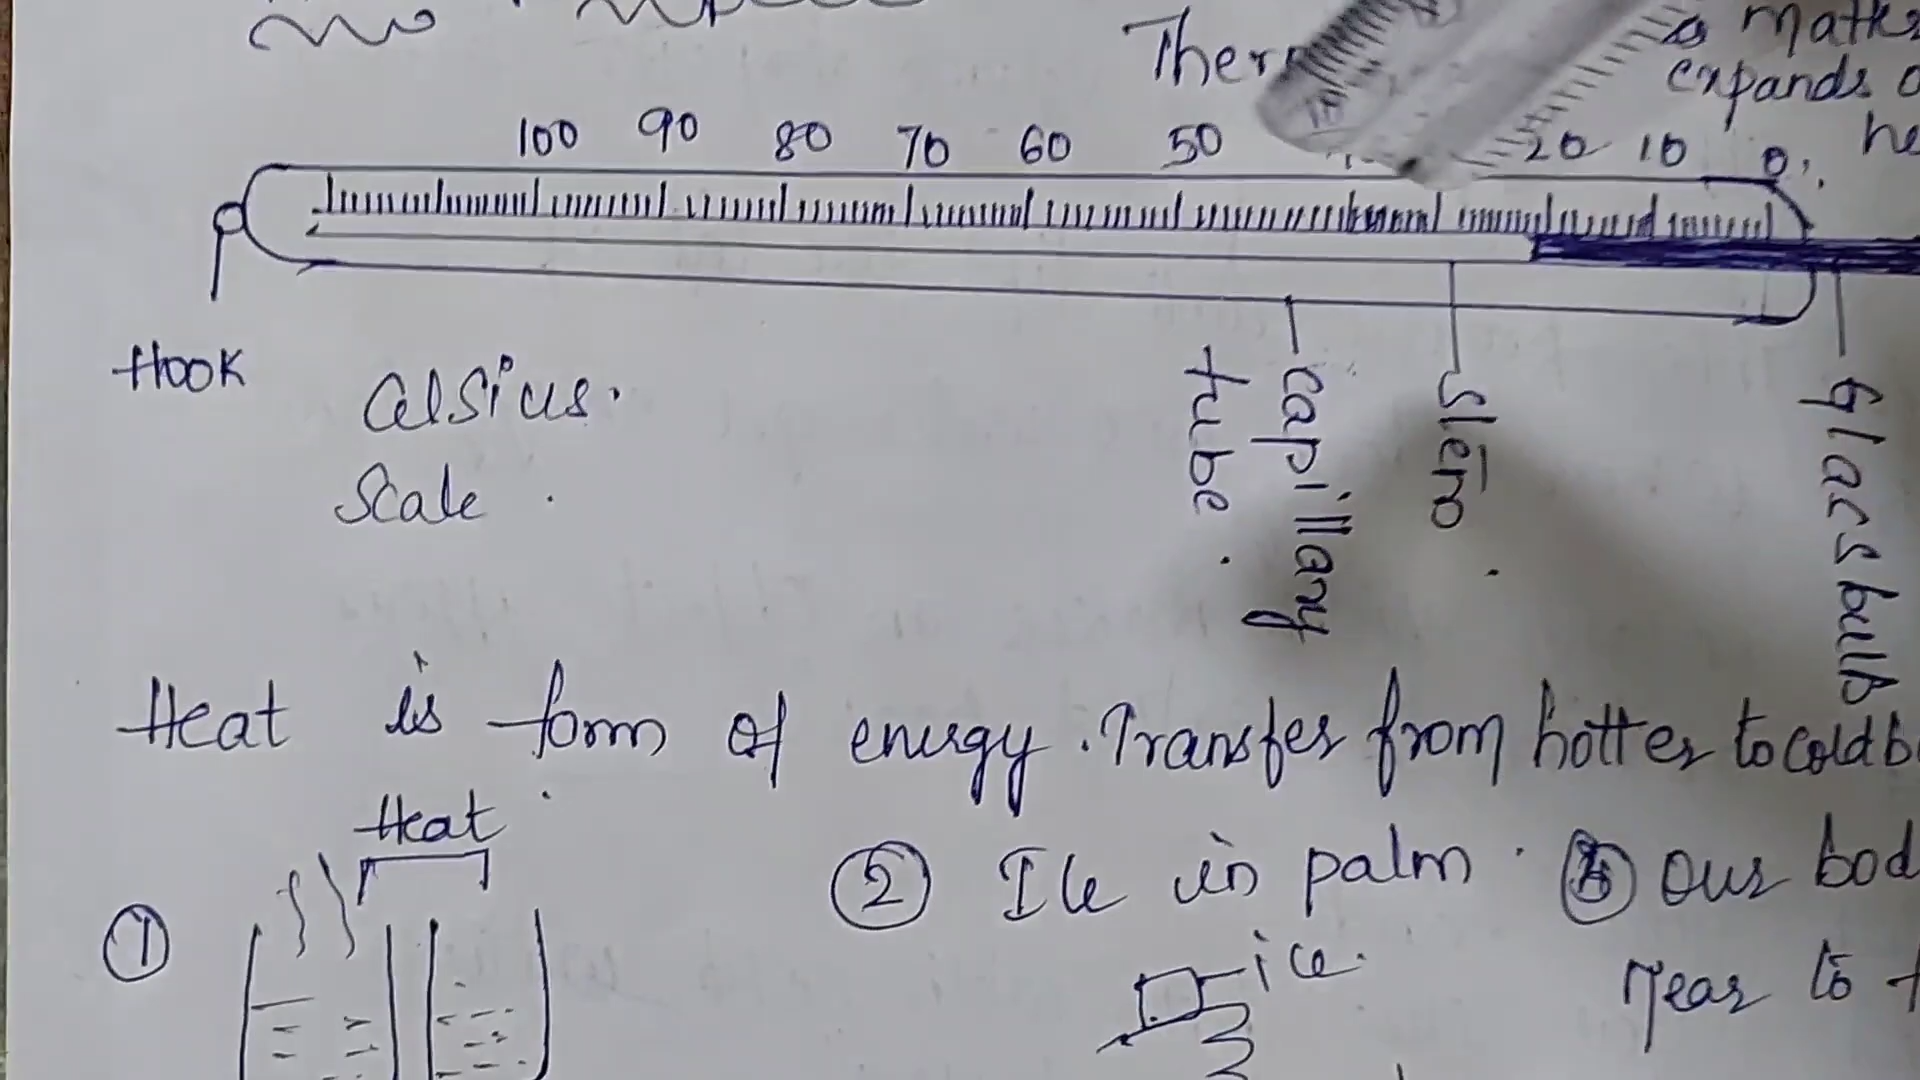 Ther
is matte
expands
he
100 90 80 70 60 50 20 10 0
Hook
Celsius.
Scale.
capillary
tube.
Glass bulb
Heat is form of energy. Transfer from hotter to cold b
Heat
① ② Ice in palm. Our bod
ice.
near to